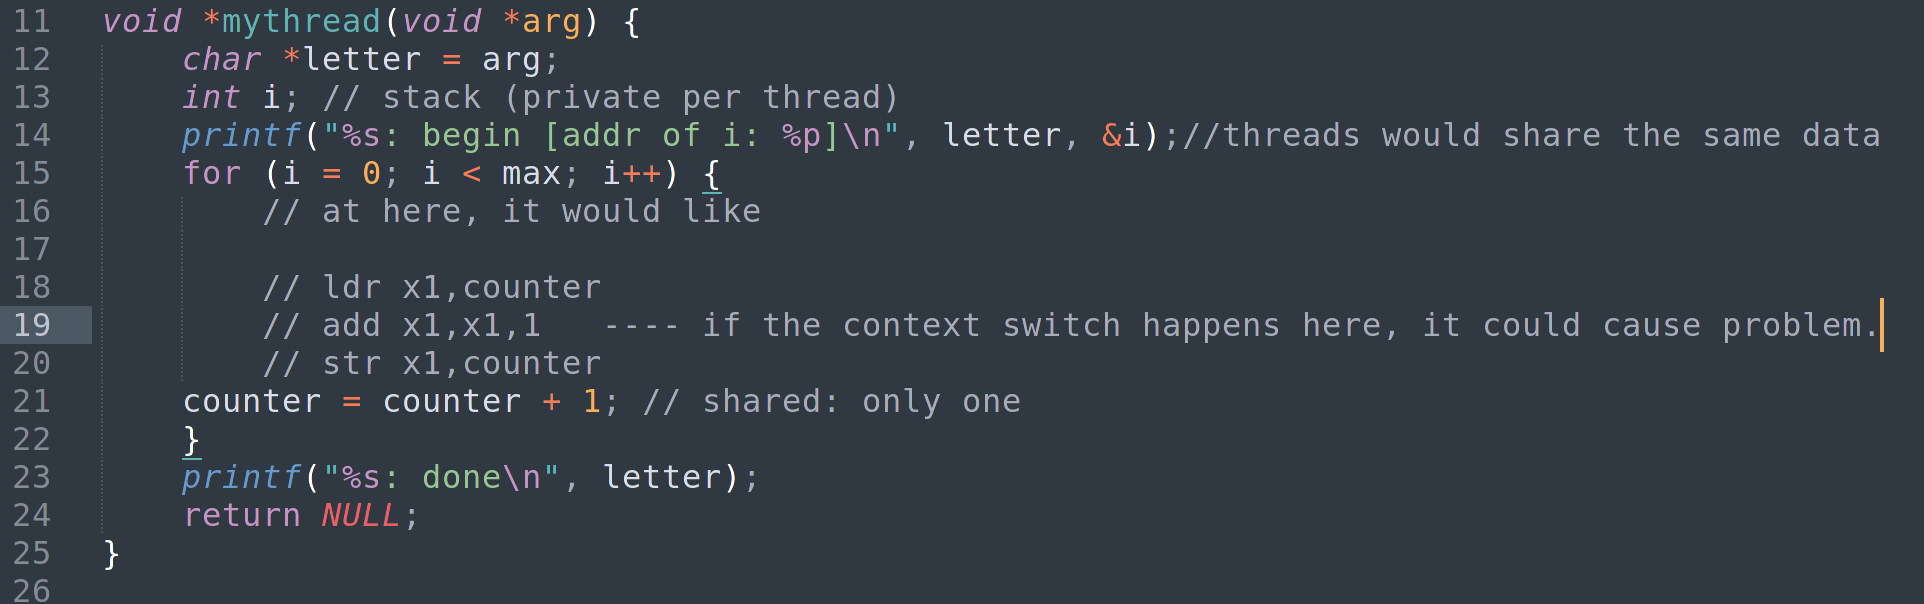 11 void *mythread(void *arg) {
12     char *letter = arg;
13     int i; // stack (private per thread)
14     printf("%s: begin [addr of i: %p]\n", letter, &i);//threads would share the same data
15     for (i = 0; i < max; i++) {
16         // at here, it would like
17
18         // ldr x1,counter
19         // add x1,x1,1   ---- if the context switch happens here, it could cause problem.
20         // str x1,counter
21     counter = counter + 1; // shared: only one
22     }
23     printf("%s: done\n", letter);
24     return NULL;
25 }
26